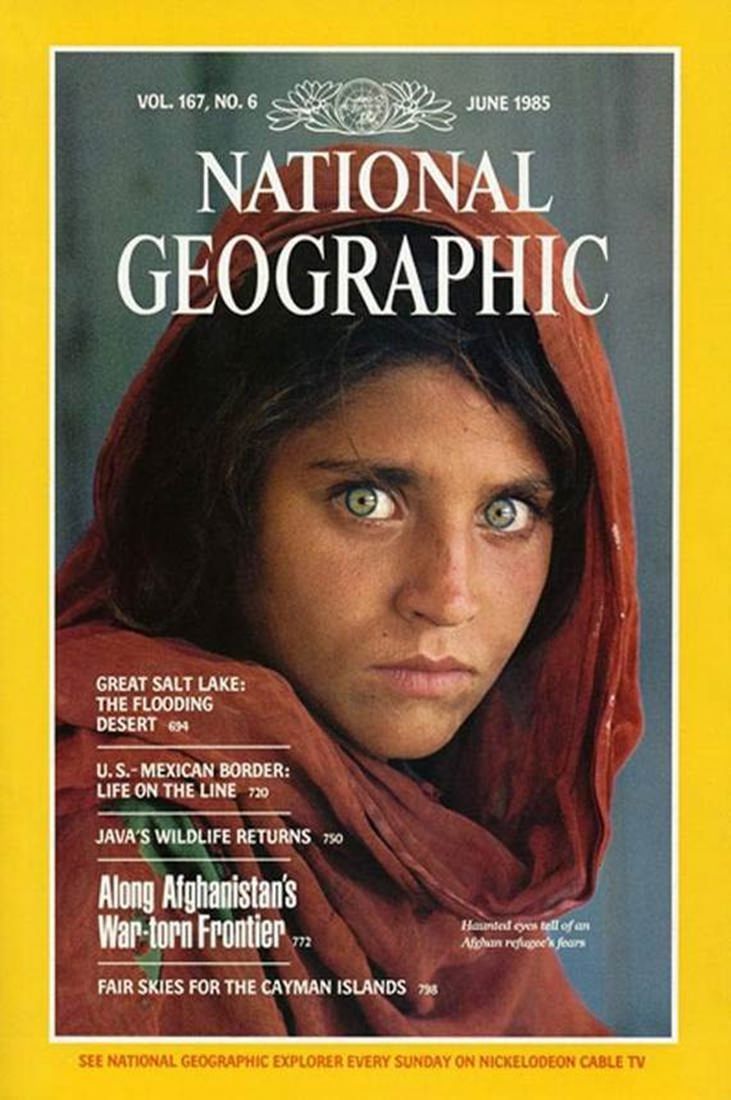 VOL. 167, NO. 6
JUNE 1985
NATIONAL
GEOGRAPHIC
GREAT SALT LAKE:
THE FLOODING
DESERT 694
U.S.-MEXICAN BORDER:
LIFE ON THE LINE 720
JAVA'S WILDLIFE RETURNS 750
Along Afghanistan's
War-torn Frontier 772
Haunted eyes tell of an
Afghan refugee's fears
FAIR SKIES FOR THE CAYMAN ISLANDS 798
SEE NATIONAL GEOGRAPHIC EXPLORER EVERY SUNDAY ON NICKELODEON CABLE TV